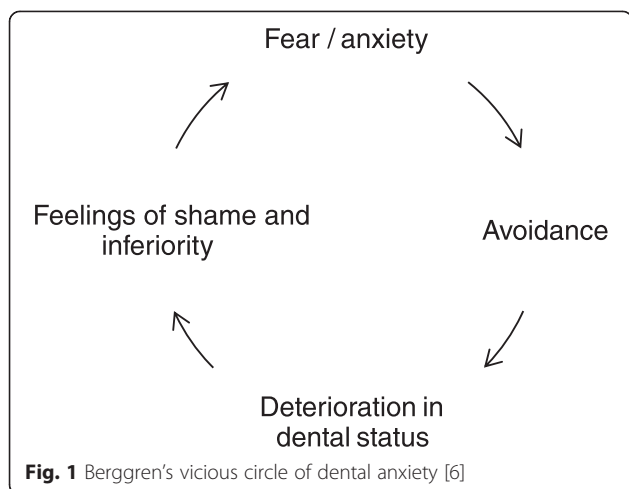 Fear / anxiety
Feelings of shame and
inferiority
Avoidance
Deterioration in
dental status
Fig. 1 Berggren's vicious circle of dental anxiety [6]